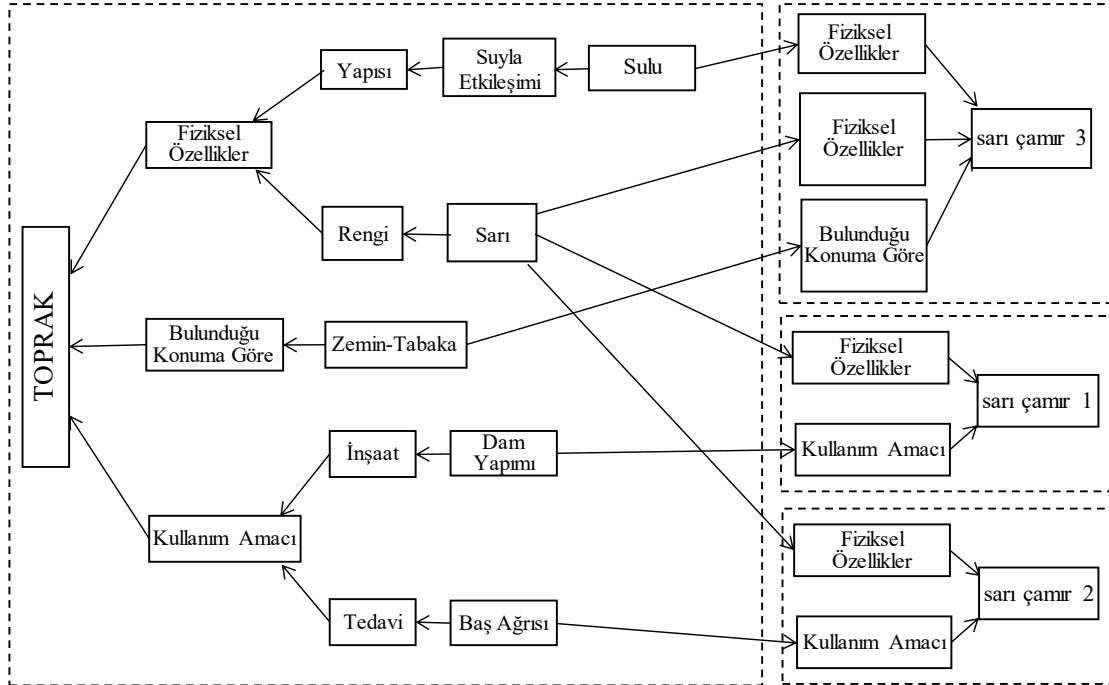 TOPRAK
Fiziksel
Özellikler
Yapısı
Suyla
Etkileşimi
Sulu
Rengi
Sarı
Bulunduğu
Konuma Göre
Zemin-Tabaka
Kullanım Amacı
İnşaat
Dam
Yapımı
Tedavi
Baş Ağrısı
Fiziksel
Özellikler
Fiziksel
Özellikler
Bulunduğu
Konuma Göre
sarı çamır 3
Fiziksel
Özellikler
Kullanım Amacı
sarı çamır 1
Fiziksel
Özellikler
Kullanım Amacı
sarı çamır 2